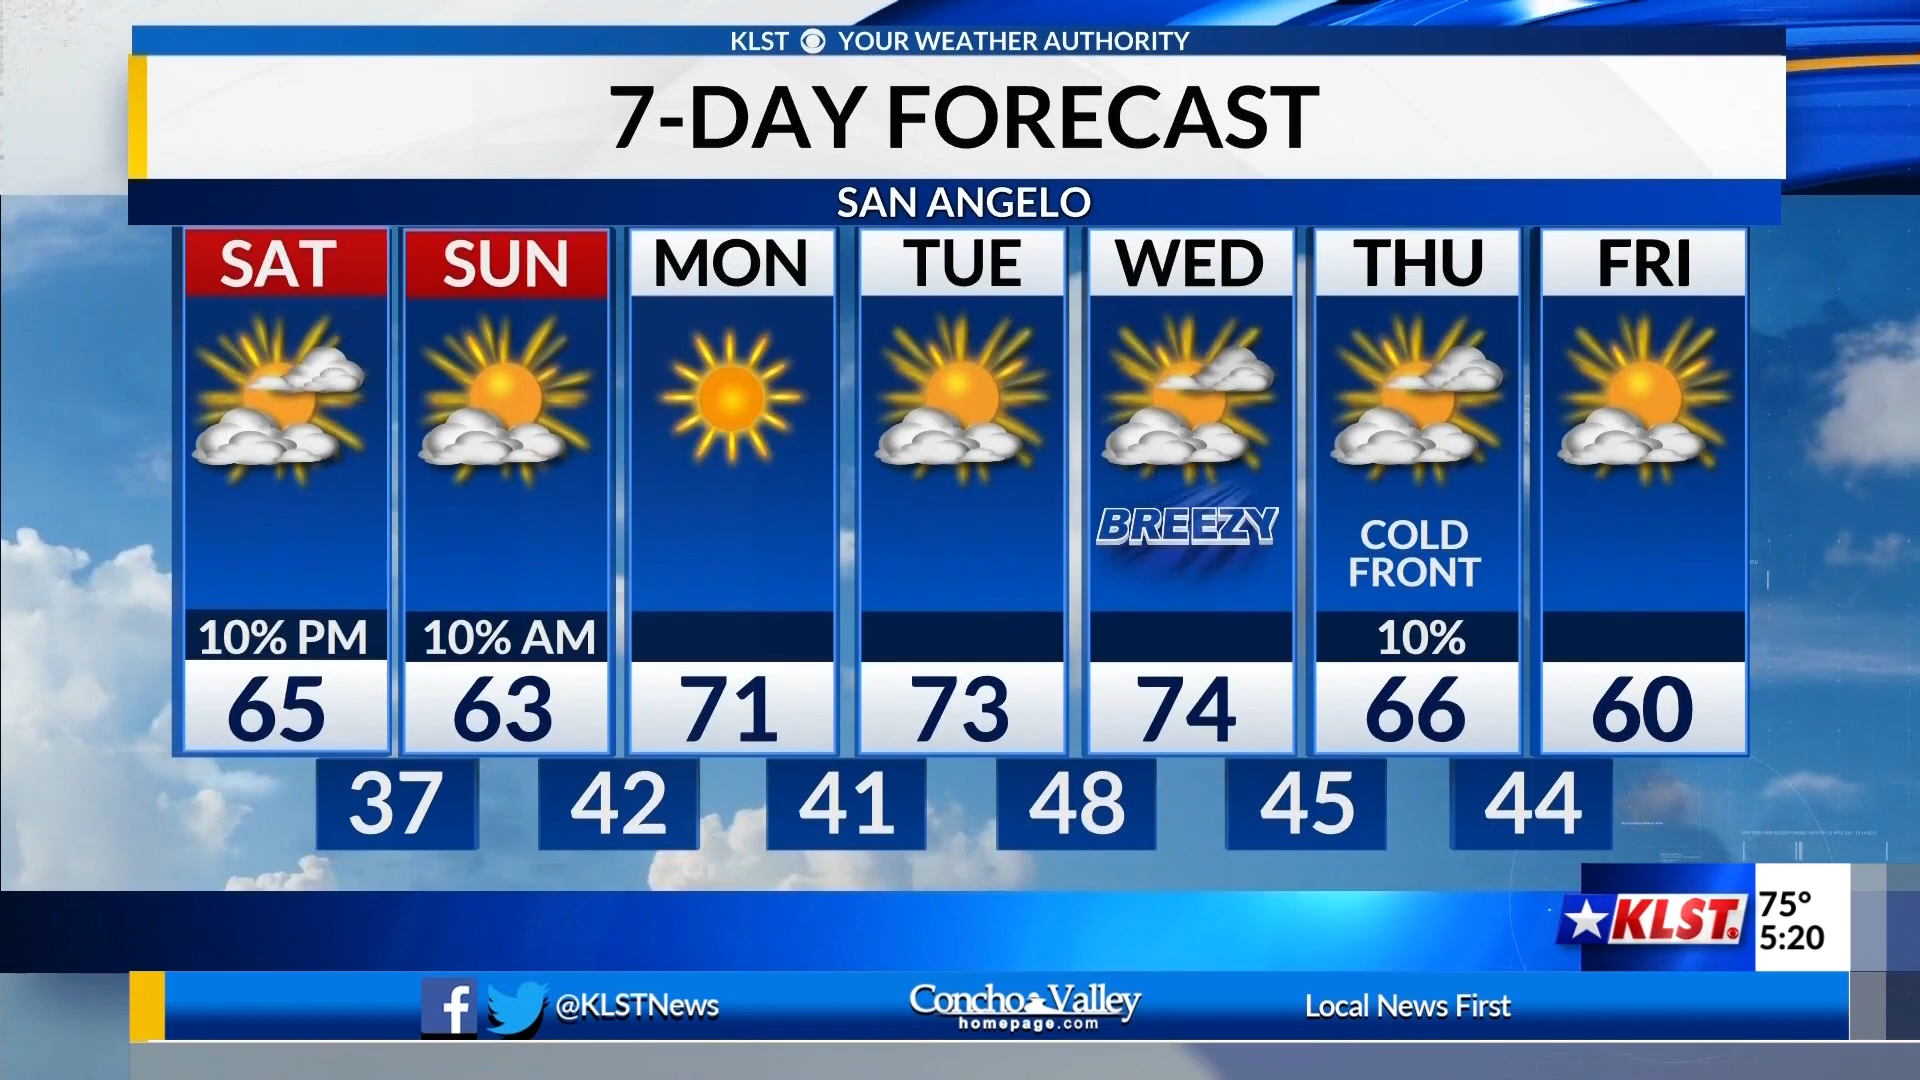 KLST YOUR WEATHER AUTHORITY
7-DAY FORECAST
SAN ANGELO
SAT SUN MON TUE WED THU FRI
BREEZY
COLD
FRONT
10% PM 10% AM 10%
65 63 71 73 74 66 60
37 42 41 48 45 44
KLST
75°
5:20
f @KLSTNews Concho Valley Local News First
homepage.com